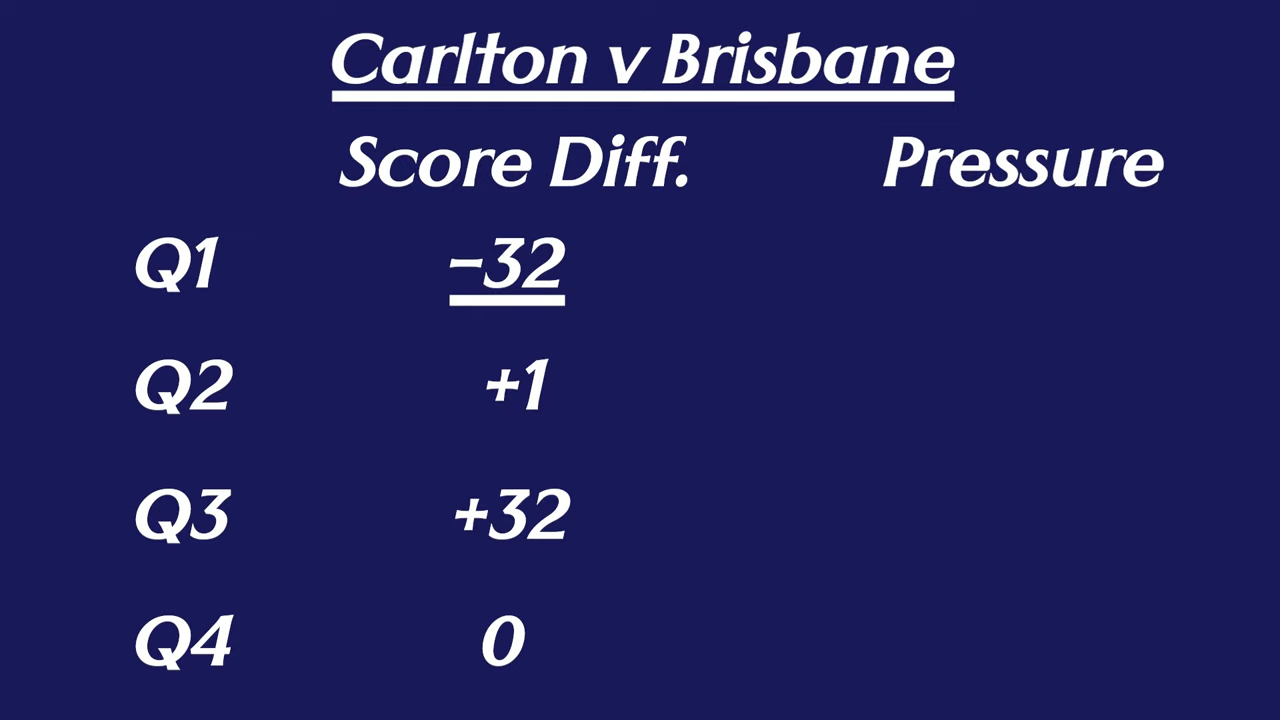 Carlton v Brisbane
Score Diff. Pressure
Q1 –32
Q2 +1
Q3 +32
Q4 0